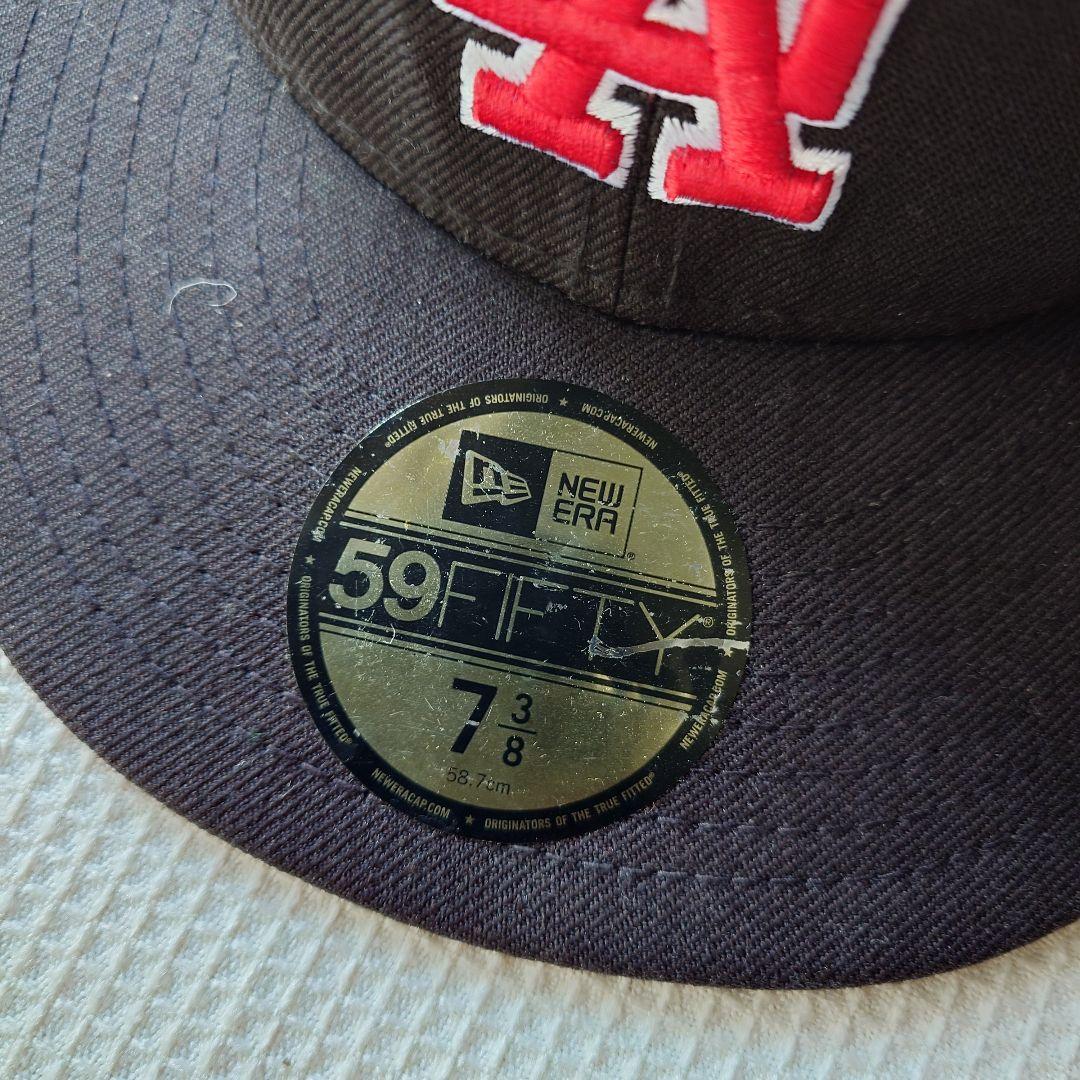 NEW
ERA
®
59FIFTY®
7 3/8
58.7cm
ORIGINATORS OF THE TRUE FITTED®
NEWERACAP.COM
★ ORIGINATORS OF THE TRUE FITTED®
★ NEWERACAP.COM
★ ORIGINATORS OF THE TRUE FITTED®
NEWERACAP.COM
★ ORIGINATORS OF THE TRUE FITTED®
NEWERACAP.COM
A